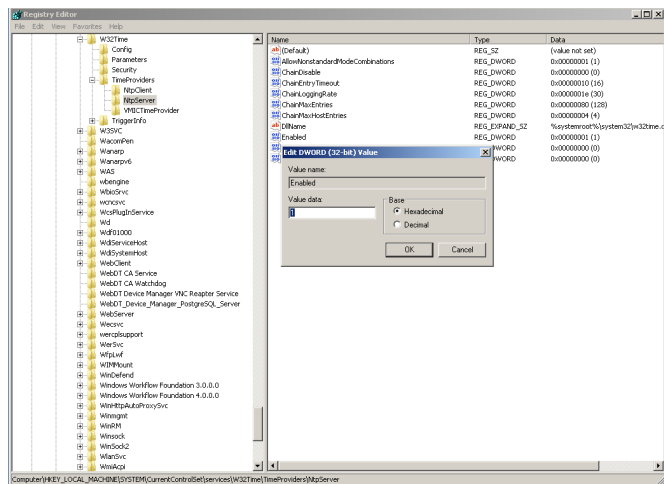 Registry Editor
File Edit View Favorites Help
W32Time
Config
Parameters
Security
TimeProviders
NtpClient
NtpServer
VMICTimeProvider
TriggerInfo
W3SVC
WacomPen
Wanarp
Wanarpv6
WAS
wbengine
WbioSrvc
wcncsvc
WcsPlugInService
Wd
Wdf01000
WdiServiceHost
WdiSystemHost
WebClient
WebDT CA Service
WebDT CA Watchdog
WebDT Device Manager VNC Reapter Service
WebDT_Device_Manager_PostgreSQL_Server
WebServer
Wecsvc
wercplsupport
WerSvc
WfpLwf
WIMMount
WinDefend
Windows Workflow Foundation 3.0.0.0
Windows Workflow Foundation 4.0.0.0
WinHttpAutoProxySvc
Winmgmt
WinRM
Winsock
WinSock2
WlanSvc
WmiAcpi
Name Type Data
(Default) REG_SZ (value not set)
AllowNonstandardModeCombinations REG_DWORD 0x00000001 (1)
ChainDisable REG_DWORD 0x00000000 (0)
ChainEntryTimeout REG_DWORD 0x00000010 (16)
ChainLoggingRate REG_DWORD 0x0000001e (30)
ChainMaxEntries REG_DWORD 0x00000080 (128)
ChainMaxHostEntries REG_DWORD 0x00000004 (4)
DllName REG_EXPAND_SZ %systemroot%\system32\w32time.d
Enabled REG_DWORD 0x00000001 (1)
DWORD 0x00000000 (0)
DWORD 0x00000000 (0)
Edit DWORD (32-bit) Value
Value name:
Enabled
Value data:
1
Base
Hexadecimal
Decimal
OK Cancel
Computer\HKEY_LOCAL_MACHINE\SYSTEM\CurrentControlSet\services\W32Time\TimeProviders\NtpServer